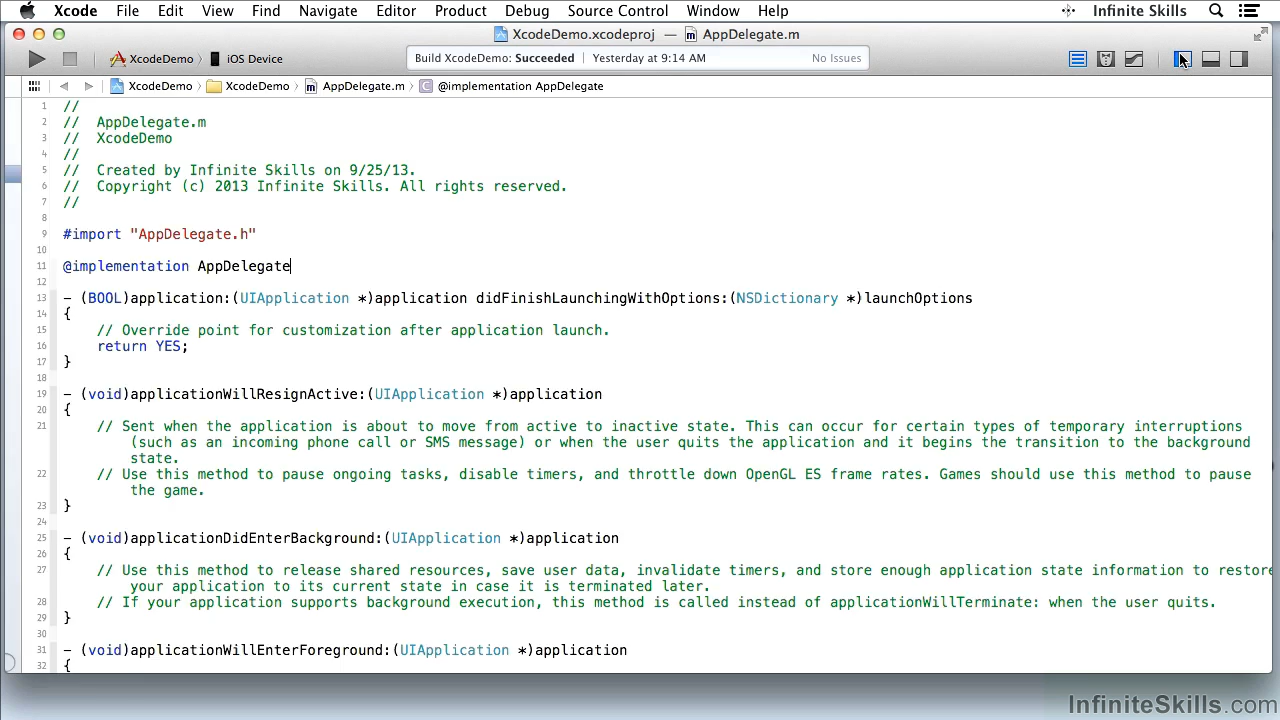 Xcode File Edit View Find Navigate Editor Product Debug Source Control Window Help Infinite Skills
XcodeDemo.xcodeproj — AppDelegate.m
XcodeDemo iOS Device Build XcodeDemo: Succeeded Yesterday at 9:14 AM No Issues
XcodeDemo XcodeDemo AppDelegate.m C @implementation AppDelegate
1 //
2 // AppDelegate.m
3 // XcodeDemo
4 //
5 // Created by Infinite Skills on 9/25/13.
6 // Copyright (c) 2013 Infinite Skills. All rights reserved.
7 //
8
9 #import "AppDelegate.h"
10
11 @implementation AppDelegate
12
13 - (BOOL)application:(UIApplication *)application didFinishLaunchingWithOptions:(NSDictionary *)launchOptions
14 {
15 // Override point for customization after application launch.
16 return YES;
17 }
18
19 - (void)applicationWillResignActive:(UIApplication *)application
20 {
21 // Sent when the application is about to move from active to inactive state. This can occur for certain types of temporary interruptions
(such as an incoming phone call or SMS message) or when the user quits the application and it begins the transition to the background
state.
22 // Use this method to pause ongoing tasks, disable timers, and throttle down OpenGL ES frame rates. Games should use this method to pause
the game.
23 }
24
25 - (void)applicationDidEnterBackground:(UIApplication *)application
26 {
27 // Use this method to release shared resources, save user data, invalidate timers, and store enough application state information to restore
your application to its current state in case it is terminated later.
28 // If your application supports background execution, this method is called instead of applicationWillTerminate: when the user quits.
29 }
30
31 - (void)applicationWillEnterForeground:(UIApplication *)application
32 {
InfiniteSkills.com